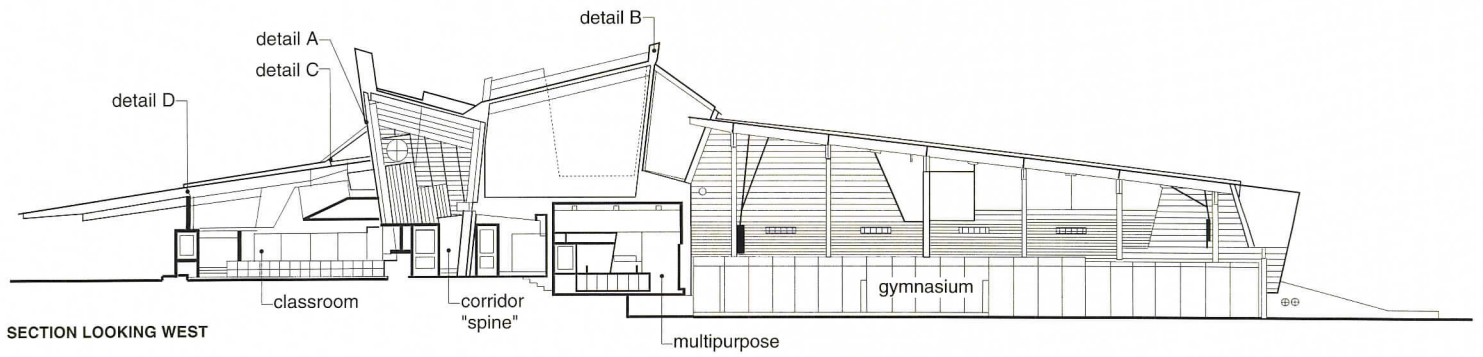 detail B
detail A
detail C
detail D
gymnasium
classroom
corridor
"spine"
multipurpose
SECTION LOOKING WEST